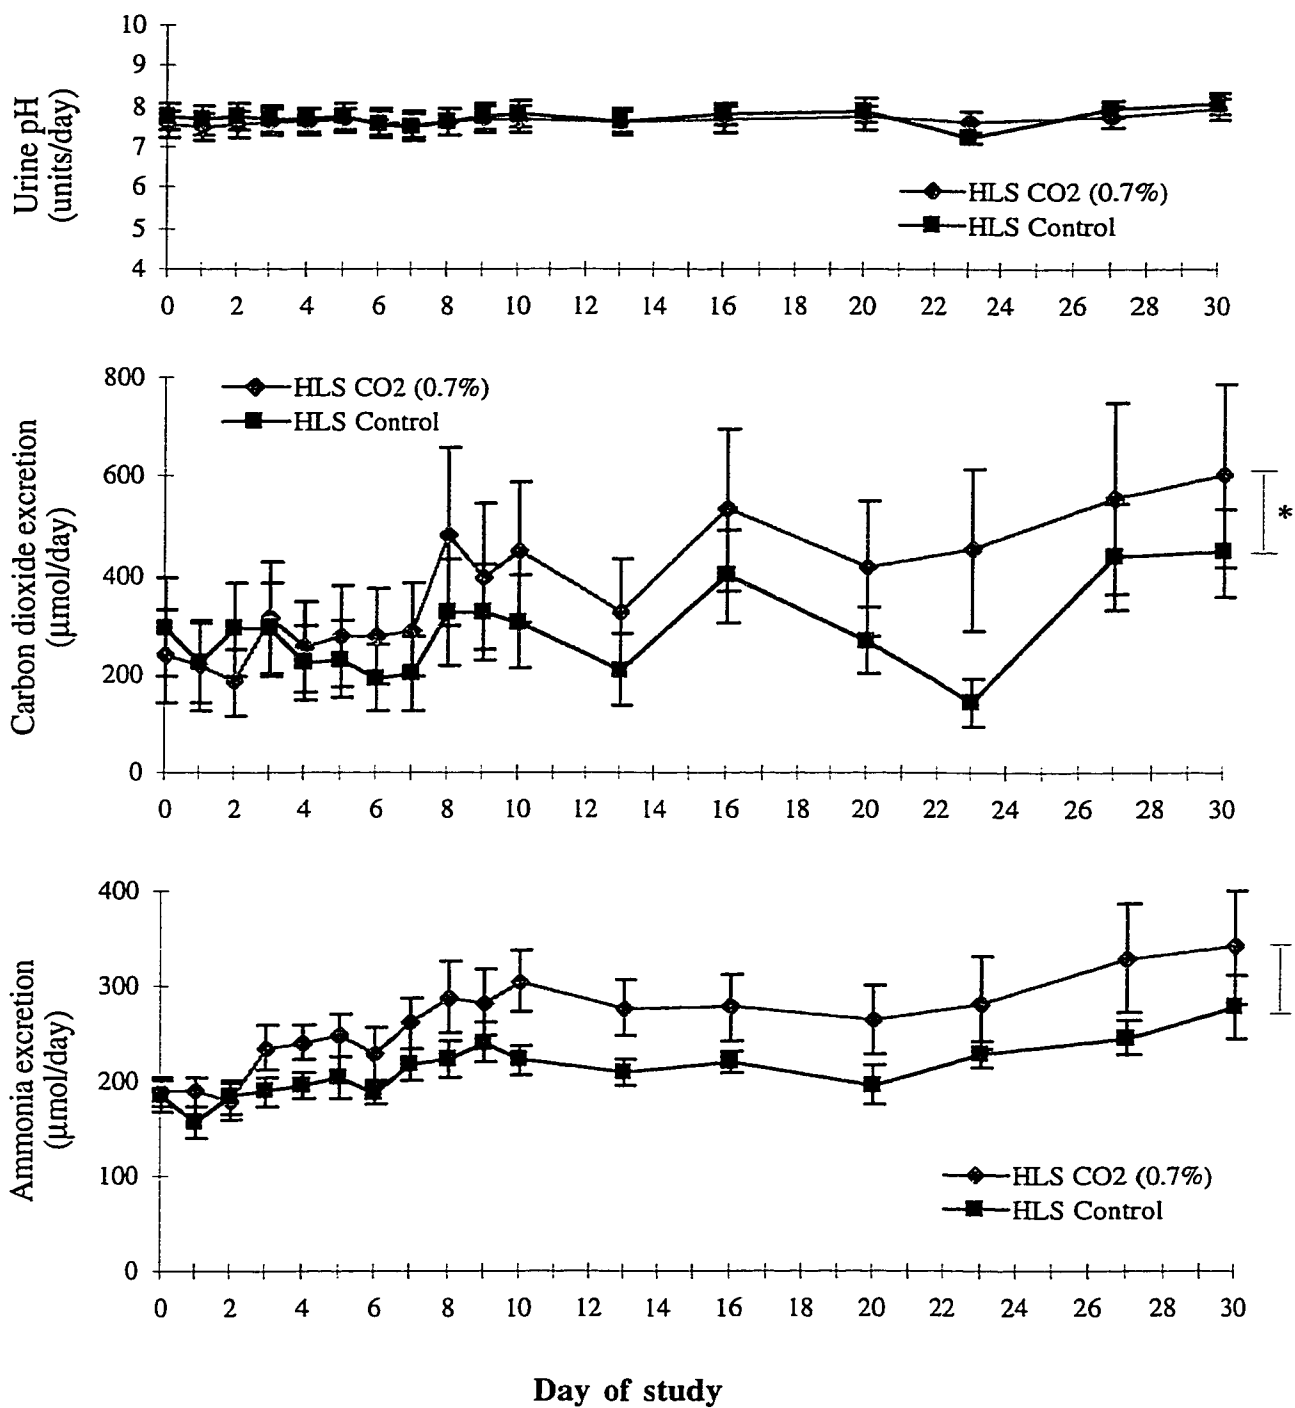 10
9
8
7
6
5
4
Urine pH
(units/day)
HLS CO2 (0.7%)
HLS Control
0 2 4 6 8 10 12 14 16 18 20 22 24 26 28 30
800
600
400
200
0
Carbon dioxide excretion
(µmol/day)
HLS CO2 (0.7%)
HLS Control
*
0 2 4 6 8 10 12 14 16 18 20 22 24 26 28 30
400
300
200
100
0
Ammonia excretion
(µmol/day)
HLS CO2 (0.7%)
HLS Control
0 2 4 6 8 10 12 14 16 18 20 22 24 26 28 30
Day of study